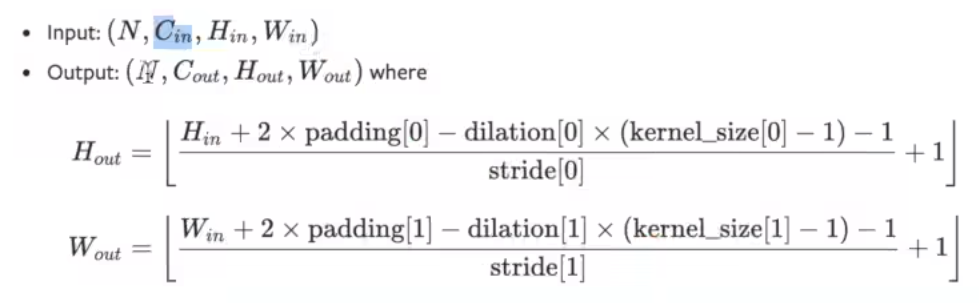 • Input: (N, C_in, H_in, W_in)
• Output: (N, C_out, H_out, W_out) where
H_out = ⌊(H_in + 2 × padding[0] − dilation[0] × (kernel_size[0] − 1) − 1) / stride[0] + 1⌋
W_out = ⌊(W_in + 2 × padding[1] − dilation[1] × (kernel_size[1] − 1) − 1) / stride[1] + 1⌋